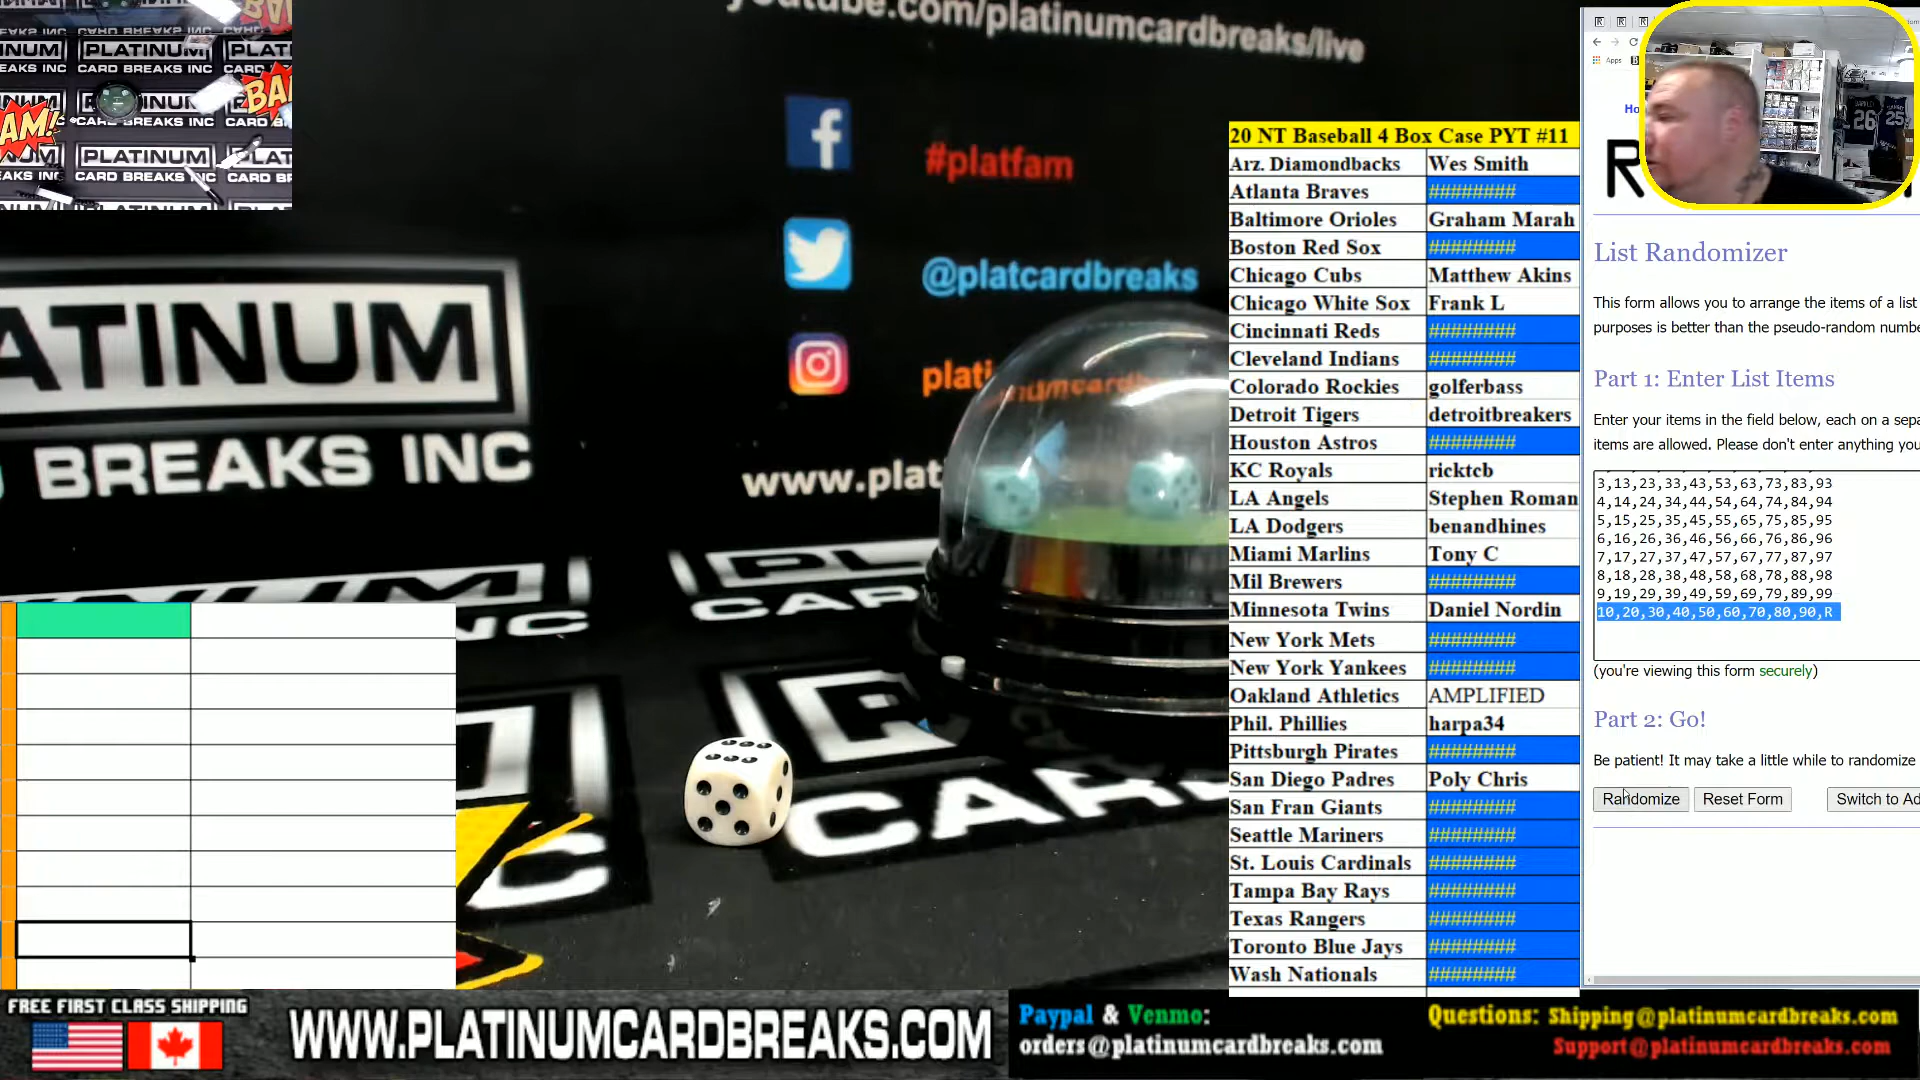 youtube.com/platinumcardbreaks/live
#platfam
@platcardbreaks
www.plat
ATINUM
BREAKS INC
PLATINUM
CARD BREAKS INC
BAM!
20 NT Baseball 4 Box Case PYT #11
Arz. Diamondbacks Wes Smith
Atlanta Braves ########
Baltimore Orioles Graham Marah
Boston Red Sox ########
Chicago Cubs Matthew Akins
Chicago White Sox Frank L
Cincinnati Reds ########
Cleveland Indians ########
Colorado Rockies golferbass
Detroit Tigers detroitbreakers
Houston Astros ########
KC Royals ricktcb
LA Angels Stephen Roman
LA Dodgers benandhines
Miami Marlins Tony C
Mil Brewers ########
Minnesota Twins Daniel Nordin
New York Mets ########
New York Yankees ########
Oakland Athletics AMPLIFIED
Phil. Phillies harpa34
Pittsburgh Pirates ########
San Diego Padres Poly Chris
San Fran Giants ########
Seattle Mariners ########
St. Louis Cardinals ########
Tampa Bay Rays ########
Texas Rangers ########
Toronto Blue Jays ########
Wash Nationals ########
Apps
26
25
List Randomizer
This form allows you to arrange the items of a list
purposes is better than the pseudo-random numbe
Part 1: Enter List Items
Enter your items in the field below, each on a sepa
items are allowed. Please don't enter anything you
3,13,23,33,43,53,63,73,83,93
4,14,24,34,44,54,64,74,84,94
5,15,25,35,45,55,65,75,85,95
6,16,26,36,46,56,66,76,86,96
7,17,27,37,47,57,67,77,87,97
8,18,28,38,48,58,68,78,88,98
9,19,29,39,49,59,69,79,89,99
10,20,30,40,50,60,70,80,90,R
(you're viewing this form securely)
Part 2: Go!
Be patient! It may take a little while to randomize
Randomize Reset Form Switch to Ad
FREE FIRST CLASS SHIPPING
WWW.PLATINUMCARDBREAKS.COM
Paypal & Venmo:
orders@platinumcardbreaks.com
Questions: Shipping@platinumcardbreaks.com
Support@platinumcardbreaks.com